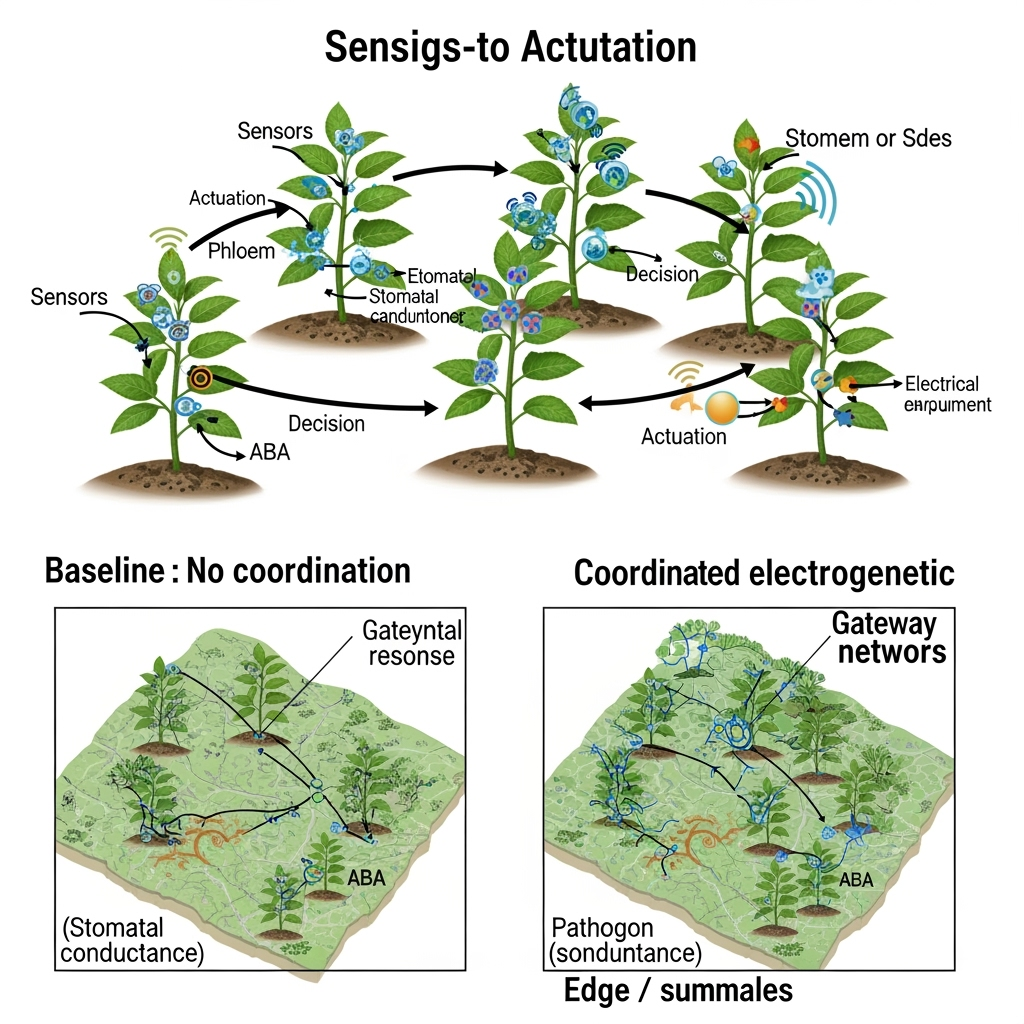 Sensigs-to Actutation
Sensors
Stomem or Sdes
Actuation
Phloem
Decision
Etomatal
Stomatal
canduntoner
Sensors
Electrical
enrpumment
Decision
Actuation
ABA
Baseline : No coordination
Coordinated electrogenetic
Gateyntal
resonse
ABA
(Stomatal
conductance)
Gateway
networs
ABA
Pathogon
(sonduntance)
Edge / summales